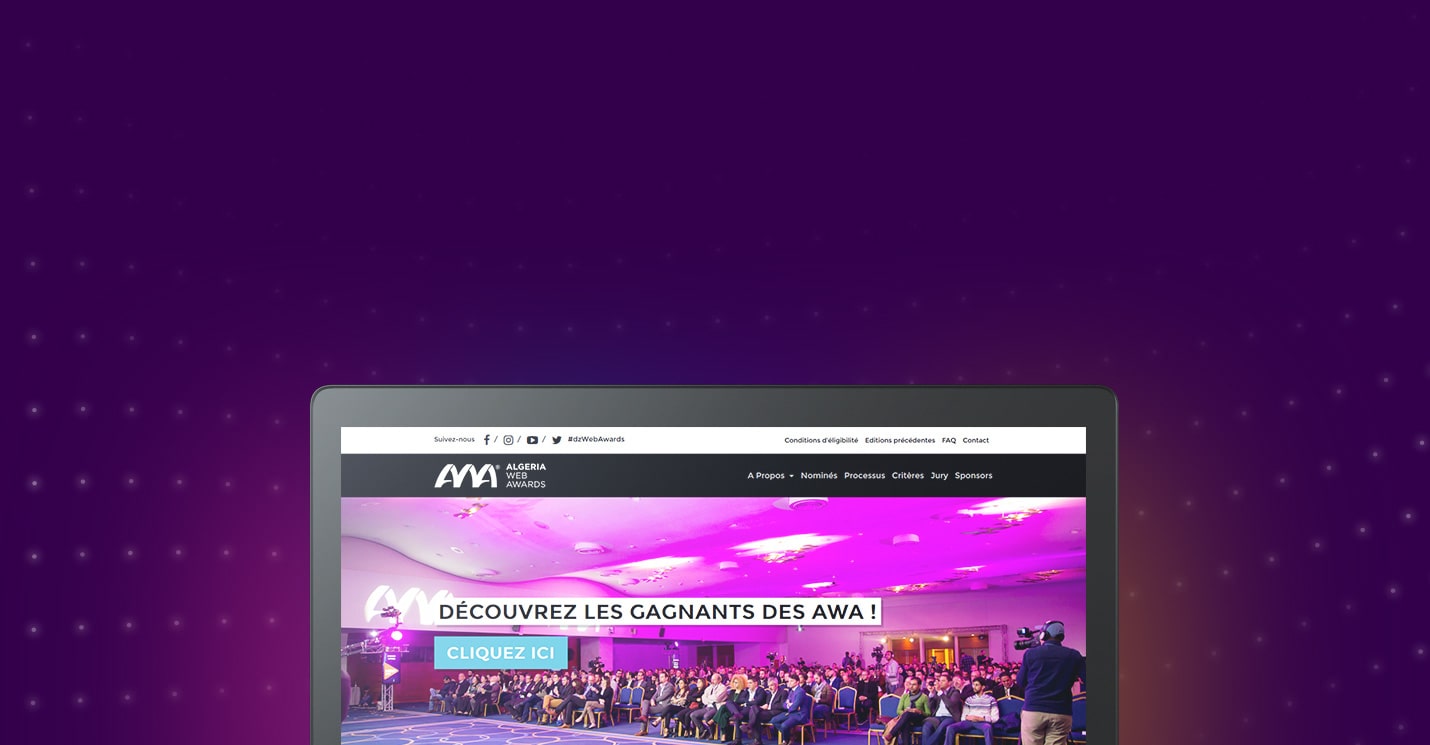 Suivez-nous / / / #dzWebAwards
Conditions d'éligibilité Editions précédentes FAQ Contact
AWA® ALGERIA
WEB
AWARDS
A Propos Nominés Processus Critères Jury Sponsors
DÉCOUVREZ LES GAGNANTS DES AWA !
CLIQUEZ ICI